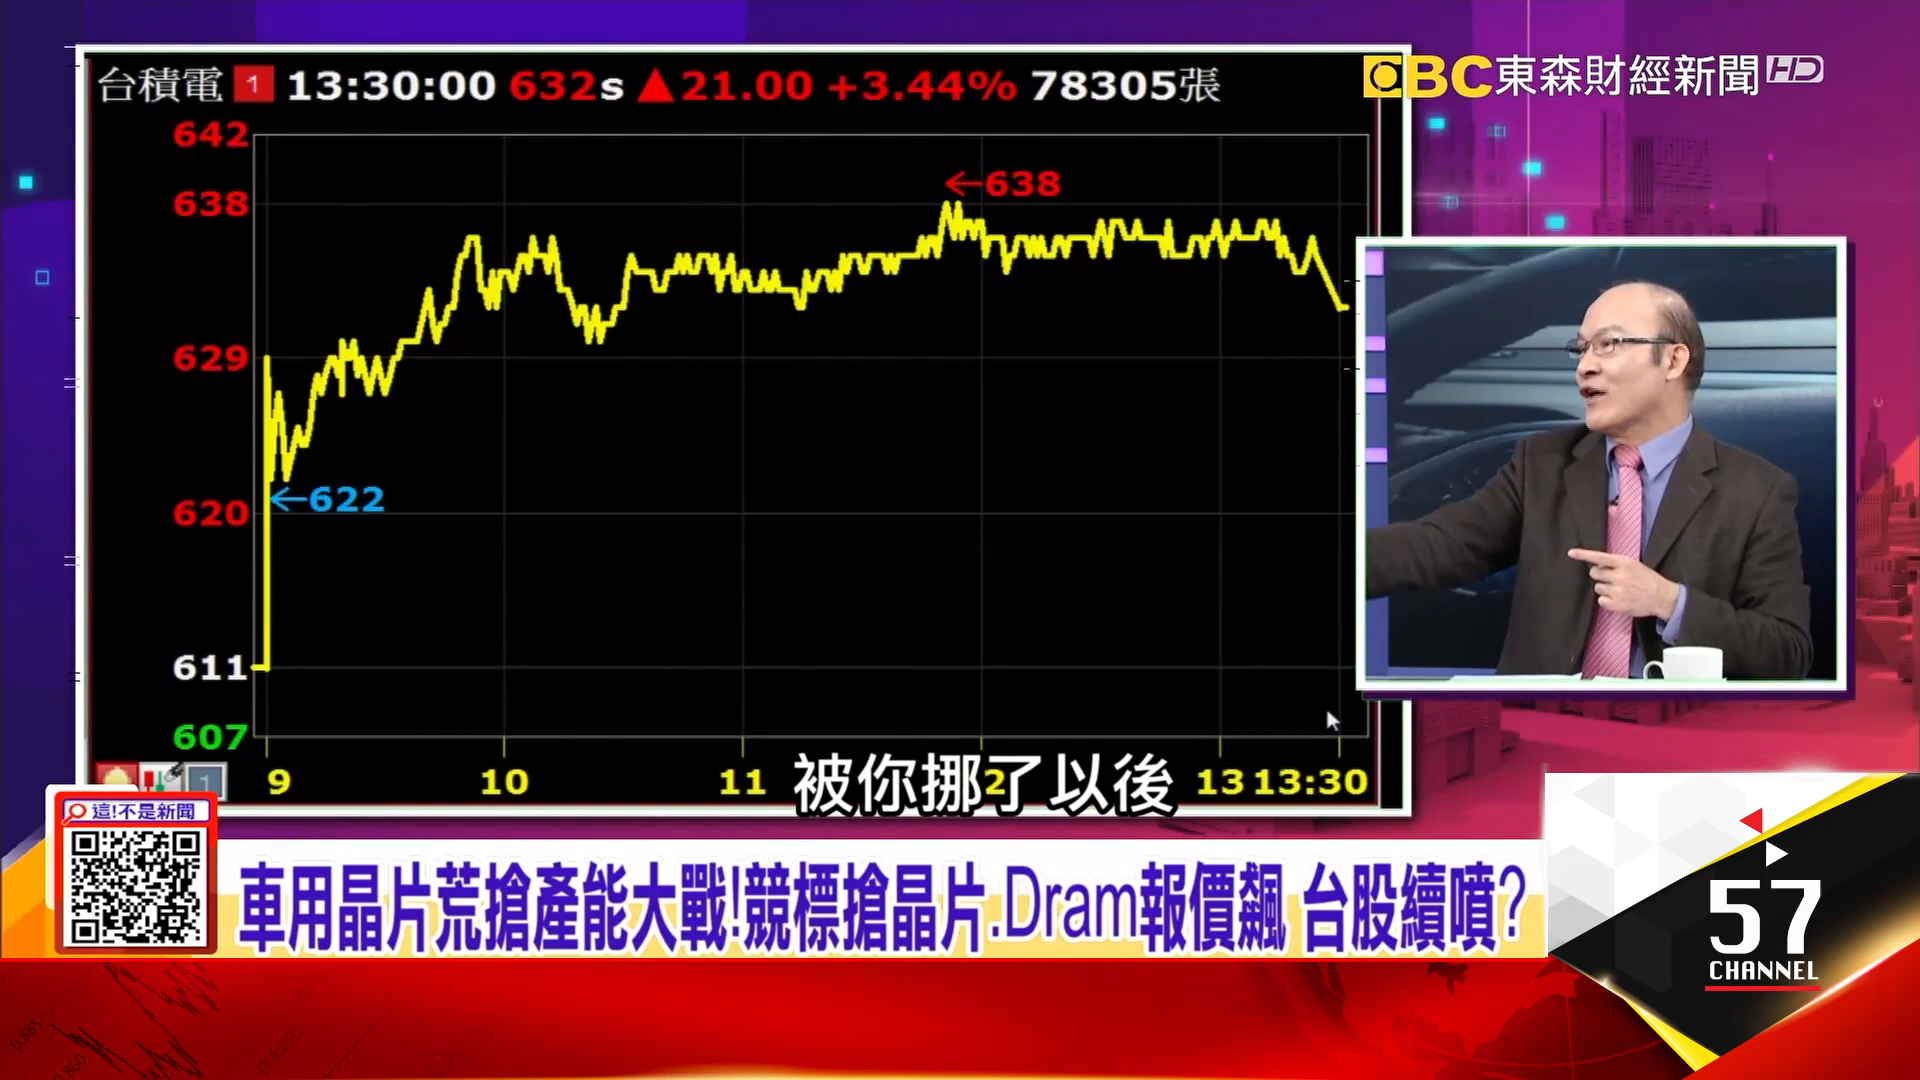 台積電 1 13:30:00 632s ▲21.00 +3.44% 78305張
EBC東森財經新聞HD
642
638
629
620
611
607
←638
←622
9 10 11 2 13 13:30
被你挪了以後
這!不是新聞
車用晶片荒搶產能大戰!競標搶晶片.Dram報價飆 台股續噴?
57
CHANNEL